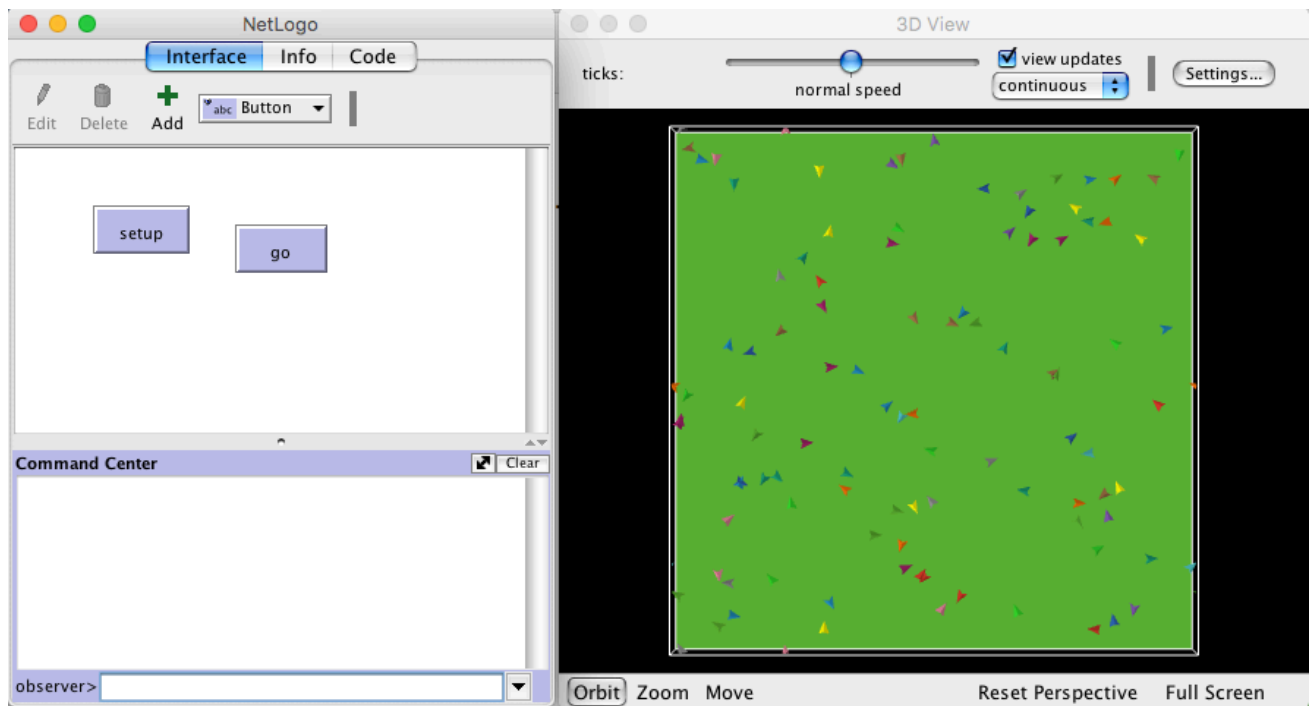 NetLogo
Interface Info Code
Edit Delete Add abc Button
setup
go
Command Center Clear
observer>
3D View
ticks: normal speed view updates
continuous Settings...
Orbit Zoom Move Reset Perspective Full Screen